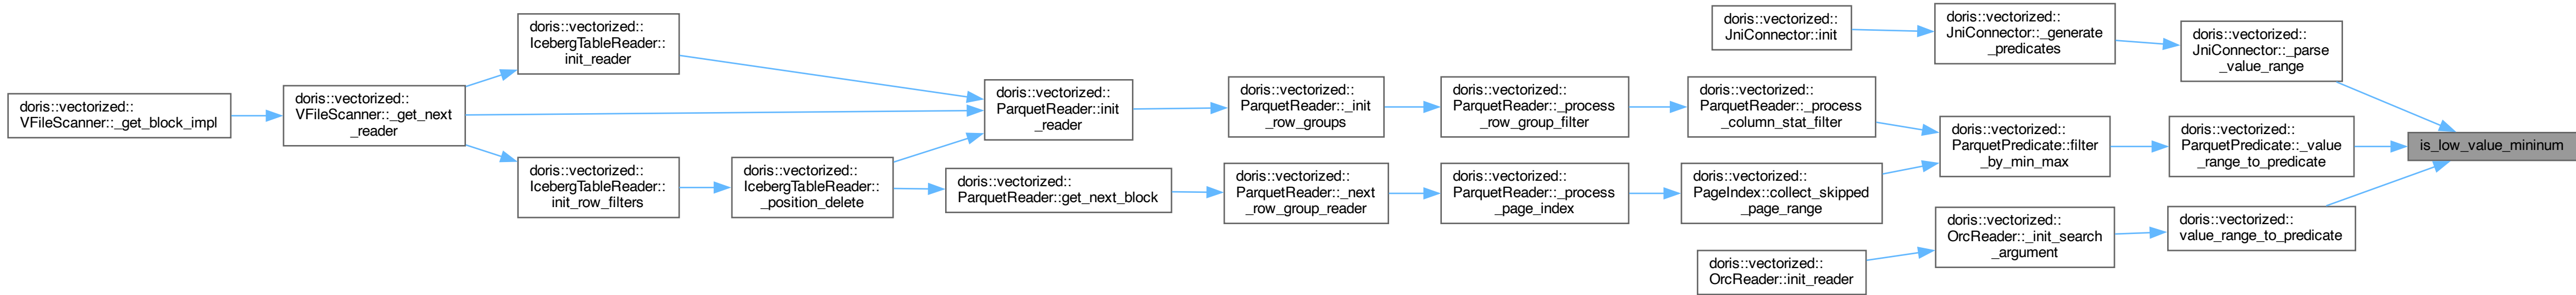 doris::vectorized::
VFileScanner::_get_block_impl
doris::vectorized::
VFileScanner::_get_next
_reader
doris::vectorized::
IcebergTableReader::
init_reader
doris::vectorized::
IcebergTableReader::
init_row_filters
doris::vectorized::
IcebergTableReader::
_position_delete
doris::vectorized::
ParquetReader::init
_reader
doris::vectorized::
ParquetReader::get_next_block
doris::vectorized::
ParquetReader::_init
_row_groups
doris::vectorized::
ParquetReader::_next
_row_group_reader
doris::vectorized::
ParquetReader::_process
_row_group_filter
doris::vectorized::
ParquetReader::_process
_page_index
doris::vectorized::
ParquetReader::_process
_column_stat_filter
doris::vectorized::
PageIndex::collect_skipped
_page_range
doris::vectorized::
JniConnector::init
doris::vectorized::
OrcReader::init_reader
doris::vectorized::
JniConnector::_generate
_predicates
doris::vectorized::
ParquetPredicate::filter
_by_min_max
doris::vectorized::
OrcReader::_init_search
_argument
doris::vectorized::
JniConnector::_parse
_value_range
doris::vectorized::
ParquetPredicate::_value
_range_to_predicate
doris::vectorized::
value_range_to_predicate
is_low_value_mininum